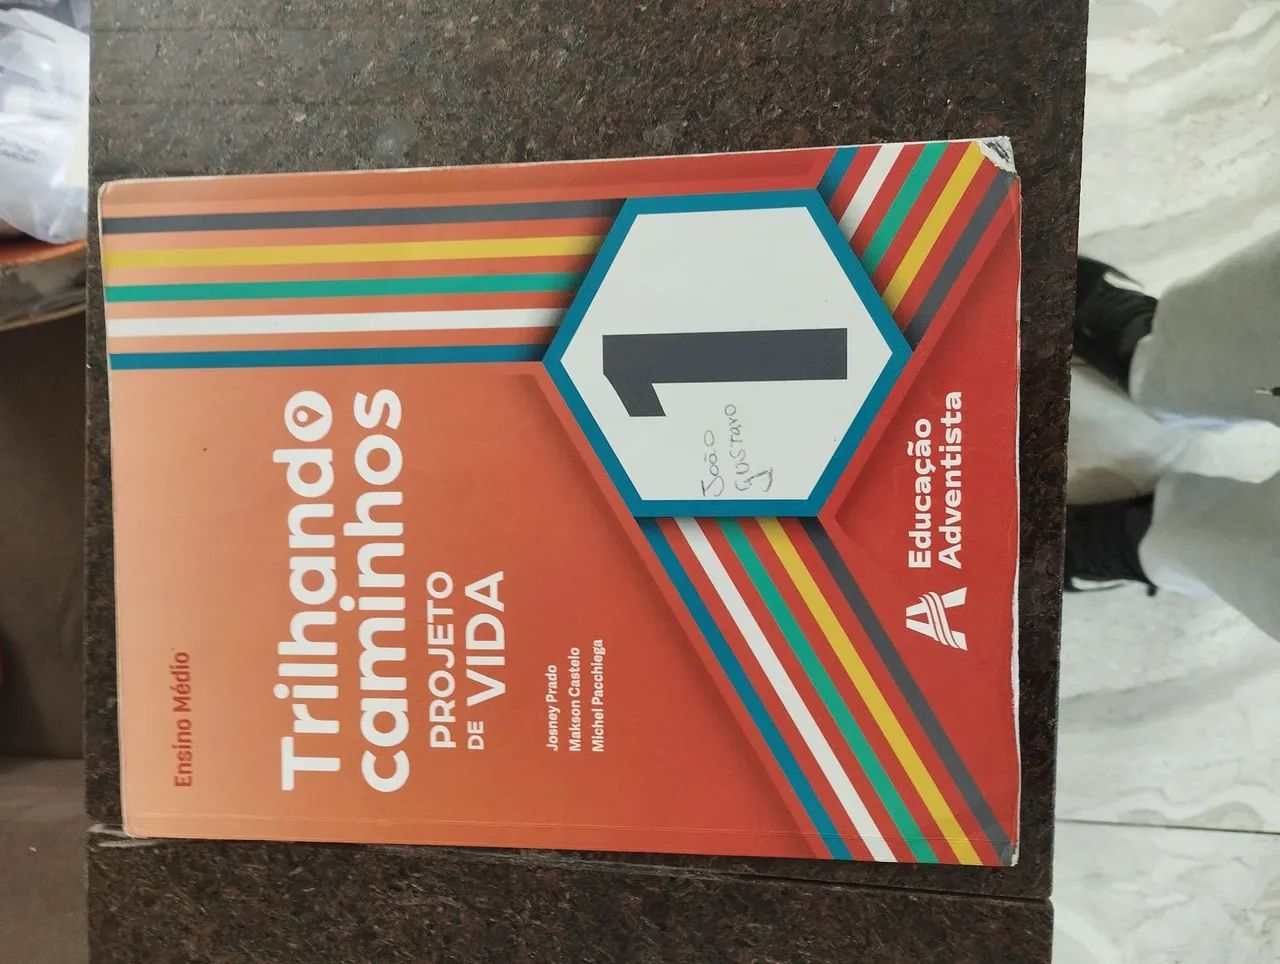 Ensino Médio
Trilhando
caminhos
PROJETO
DE VIDA
Josney Prado
Makson Castelo
Michel Pacchiega
1
João
Gustavo
Educação
Adventista